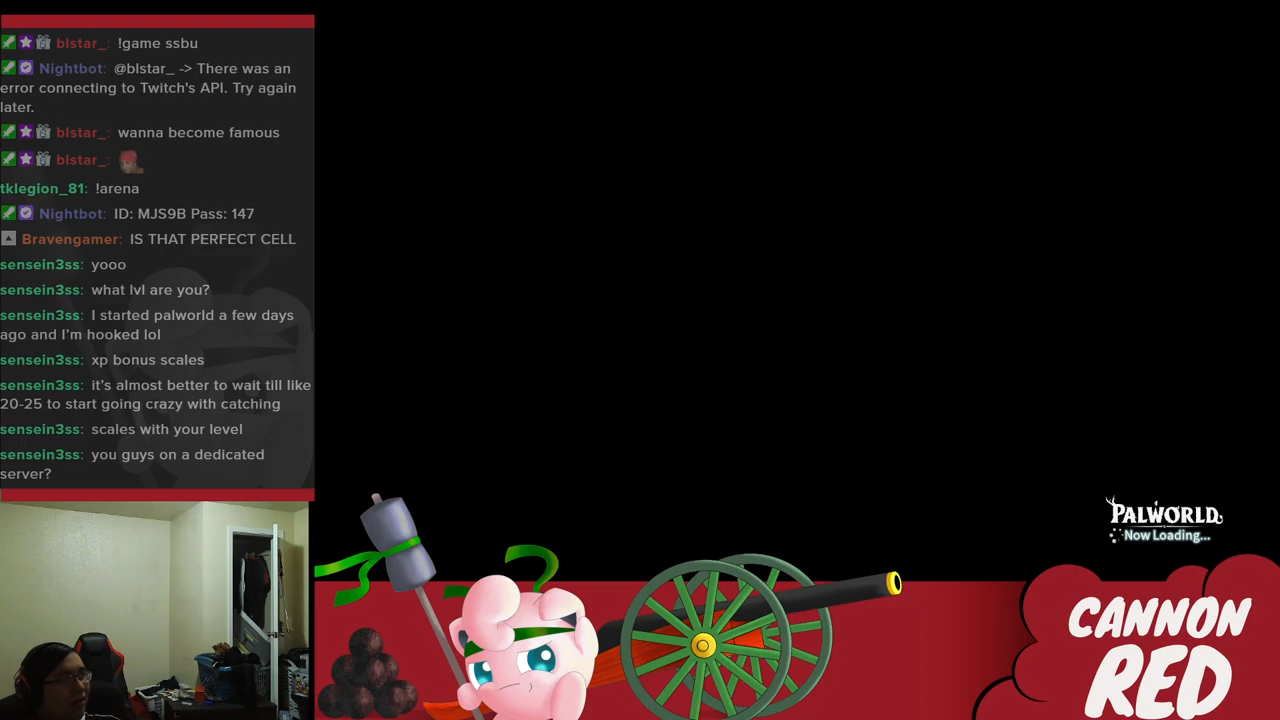 blstar_: !game ssbu
Nightbot: @blstar_ -> There was an
error connecting to Twitch's API. Try again
later.
blstar_: wanna become famous
blstar_:
tklegion_81: !arena
Nightbot: ID: MJS9B Pass: 147
Bravengamer: IS THAT PERFECT CELL
sensein3ss: yooo
sensein3ss: what lvl are you?
sensein3ss: I started palworld a few days
ago and I'm hooked lol
sensein3ss: xp bonus scales
sensein3ss: it's almost better to wait till like
20-25 to start going crazy with catching
sensein3ss: scales with your level
sensein3ss: you guys on a dedicated
server?
PALWORLD
Now Loading...
CANNON
RED